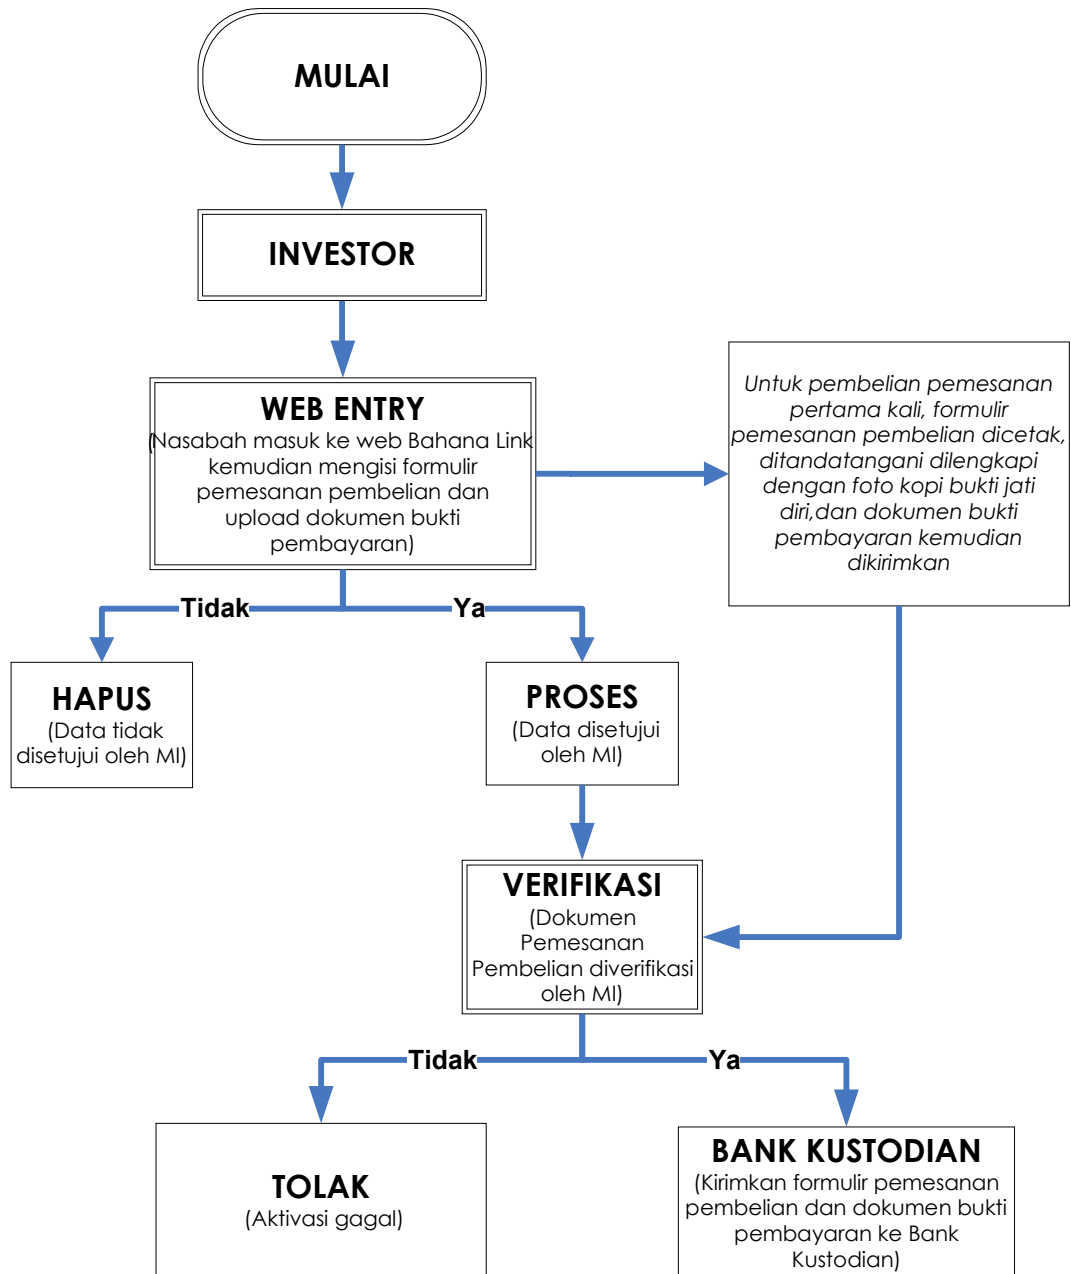 MULAI
INVESTOR
WEB ENTRY
(Nasabah masuk ke web Bahana Link
kemudian mengisi formulir
pemesanan pembelian dan
upload dokumen bukti
pembayaran)
Untuk pembelian pemesanan
pertama kali, formulir
pemesanan pembelian dicetak,
ditandatangani dilengkapi
dengan foto kopi bukti jati
diri,dan dokumen bukti
pembayaran kemudian
dikirimkan
Tidak
Ya
HAPUS
(Data tidak
disetujui oleh MI)
PROSES
(Data disetujui
oleh MI)
VERIFIKASI
(Dokumen
Pemesanan
Pembelian diverifikasi
oleh MI)
Tidak
Ya
TOLAK
(Aktivasi gagal)
BANK KUSTODIAN
(Kirimkan formulir pemesanan
pembelian dan dokumen bukti
pembayaran ke Bank
Kustodian)